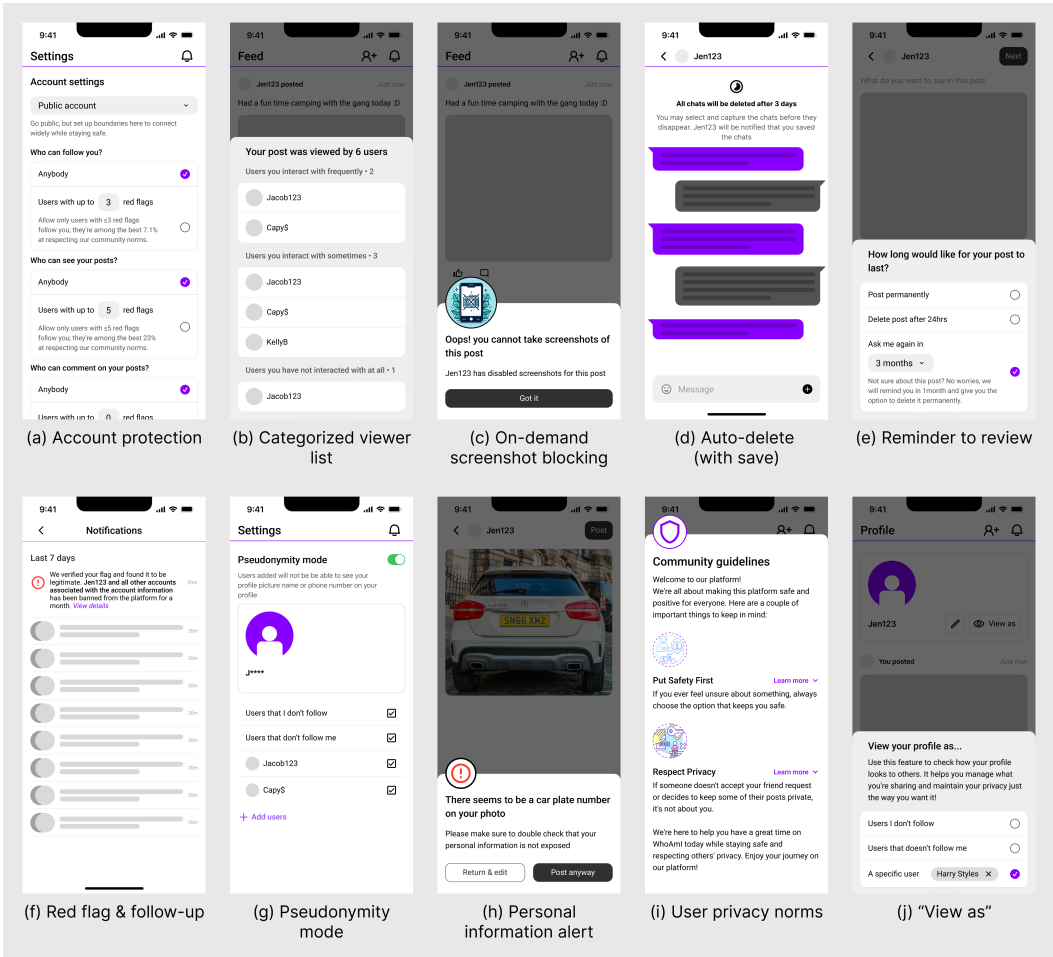 9:41
Settings
Account settings
Public account
Go public, but set up boundaries here to connect
widely while staying safe.
Who can follow you?
Anybody
Users with up to 3 red flags
Allow only users with ≤3 red flags
follow you; they're among the best 7.1%
at respecting our community norms.
Who can see your posts?
Anybody
Users with up to 5 red flags
Allow only users with ≤5 red flags
follow you; they're among the best 23%
at respecting our community norms.
Who can comment on your posts?
Anybody
Users with up to 0 red flags
(a) Account protection
9:41
Feed
Jen123 posted
Just now
Had a fun time camping with the gang today :D
Your post was viewed by 6 users
Users you interact with frequently • 2
Jacob123
Capy$
Users you interact with sometimes • 3
Jacob123
Capy$
KellyB
Users you have not interacted with at all • 1
Jacob123
(b) Categorized viewer
list
9:41
Feed
Jen123 posted
Just now
Had a fun time camping with the gang today :D
Oops! you cannot take screenshots of
this post
Jen123 has disabled screenshots for this post
Got it
(c) On-demand
screenshot blocking
9:41
Jen123
All chats will be deleted after 3 days
You may select and capture the chats before they
disappear. Jen123 will be notified that you saved
the chats
Message
(d) Auto-delete
(with save)
9:41
Jen123
Next
What do you want to say in this post
How long would like for your post to
last?
Post permanently
Delete post after 24hrs
Ask me again in
3 months
Not sure about this post? No worries, we
will remind you in 1month and give you the
option to delete it permanently.
(e) Reminder to review
9:41
Notifications
Last 7 days
We verified your flag and found it to be
legitimate. Jen123 and all other accounts
associated with the account information
has been banned from the platform for a
month. View details
20m
20m
20m
20m
20m
20m
20m
20m
(f) Red flag & follow-up
9:41
Settings
Pseudonymity mode
Users added will not be be able to see your
profile picture name or phone number on your
profile
J****
Users that I don't follow
Users that don't follow me
Jacob123
Capy$
+ Add users
(g) Pseudonymity
mode
9:41
Jen123
Post
SN66 XMZ
There seems to be a car plate number
on your photo
Please make sure to double check that your
personal information is not exposed
Return & edit
Post anyway
(h) Personal
information alert
9:41
Community guidelines
Welcome to our platform!
We're all about making this platform safe and
positive for everyone. Here are a couple of
important things to keep in mind:
Put Safety First
Learn more
If you ever feel unsure about something, always
choose the option that keeps you safe.
Respect Privacy
Learn more
If someone doesn't accept your friend request
or decides to keep some of their posts private,
it's not about you.
We're here to help you have a great time on
WhoAmI today while staying safe and
respecting others' privacy. Enjoy your journey on
our platform!
(i) User privacy norms
9:41
Profile
Jen123
View as
You posted
Just now
View your profile as...
Use this feature to check how your profile
looks to others. It helps you manage what
you're sharing and maintain your privacy just
the way you want it!
Users I don't follow
Users that doesn't follow me
A specific user
Harry Styles ✕
(j) “View as”